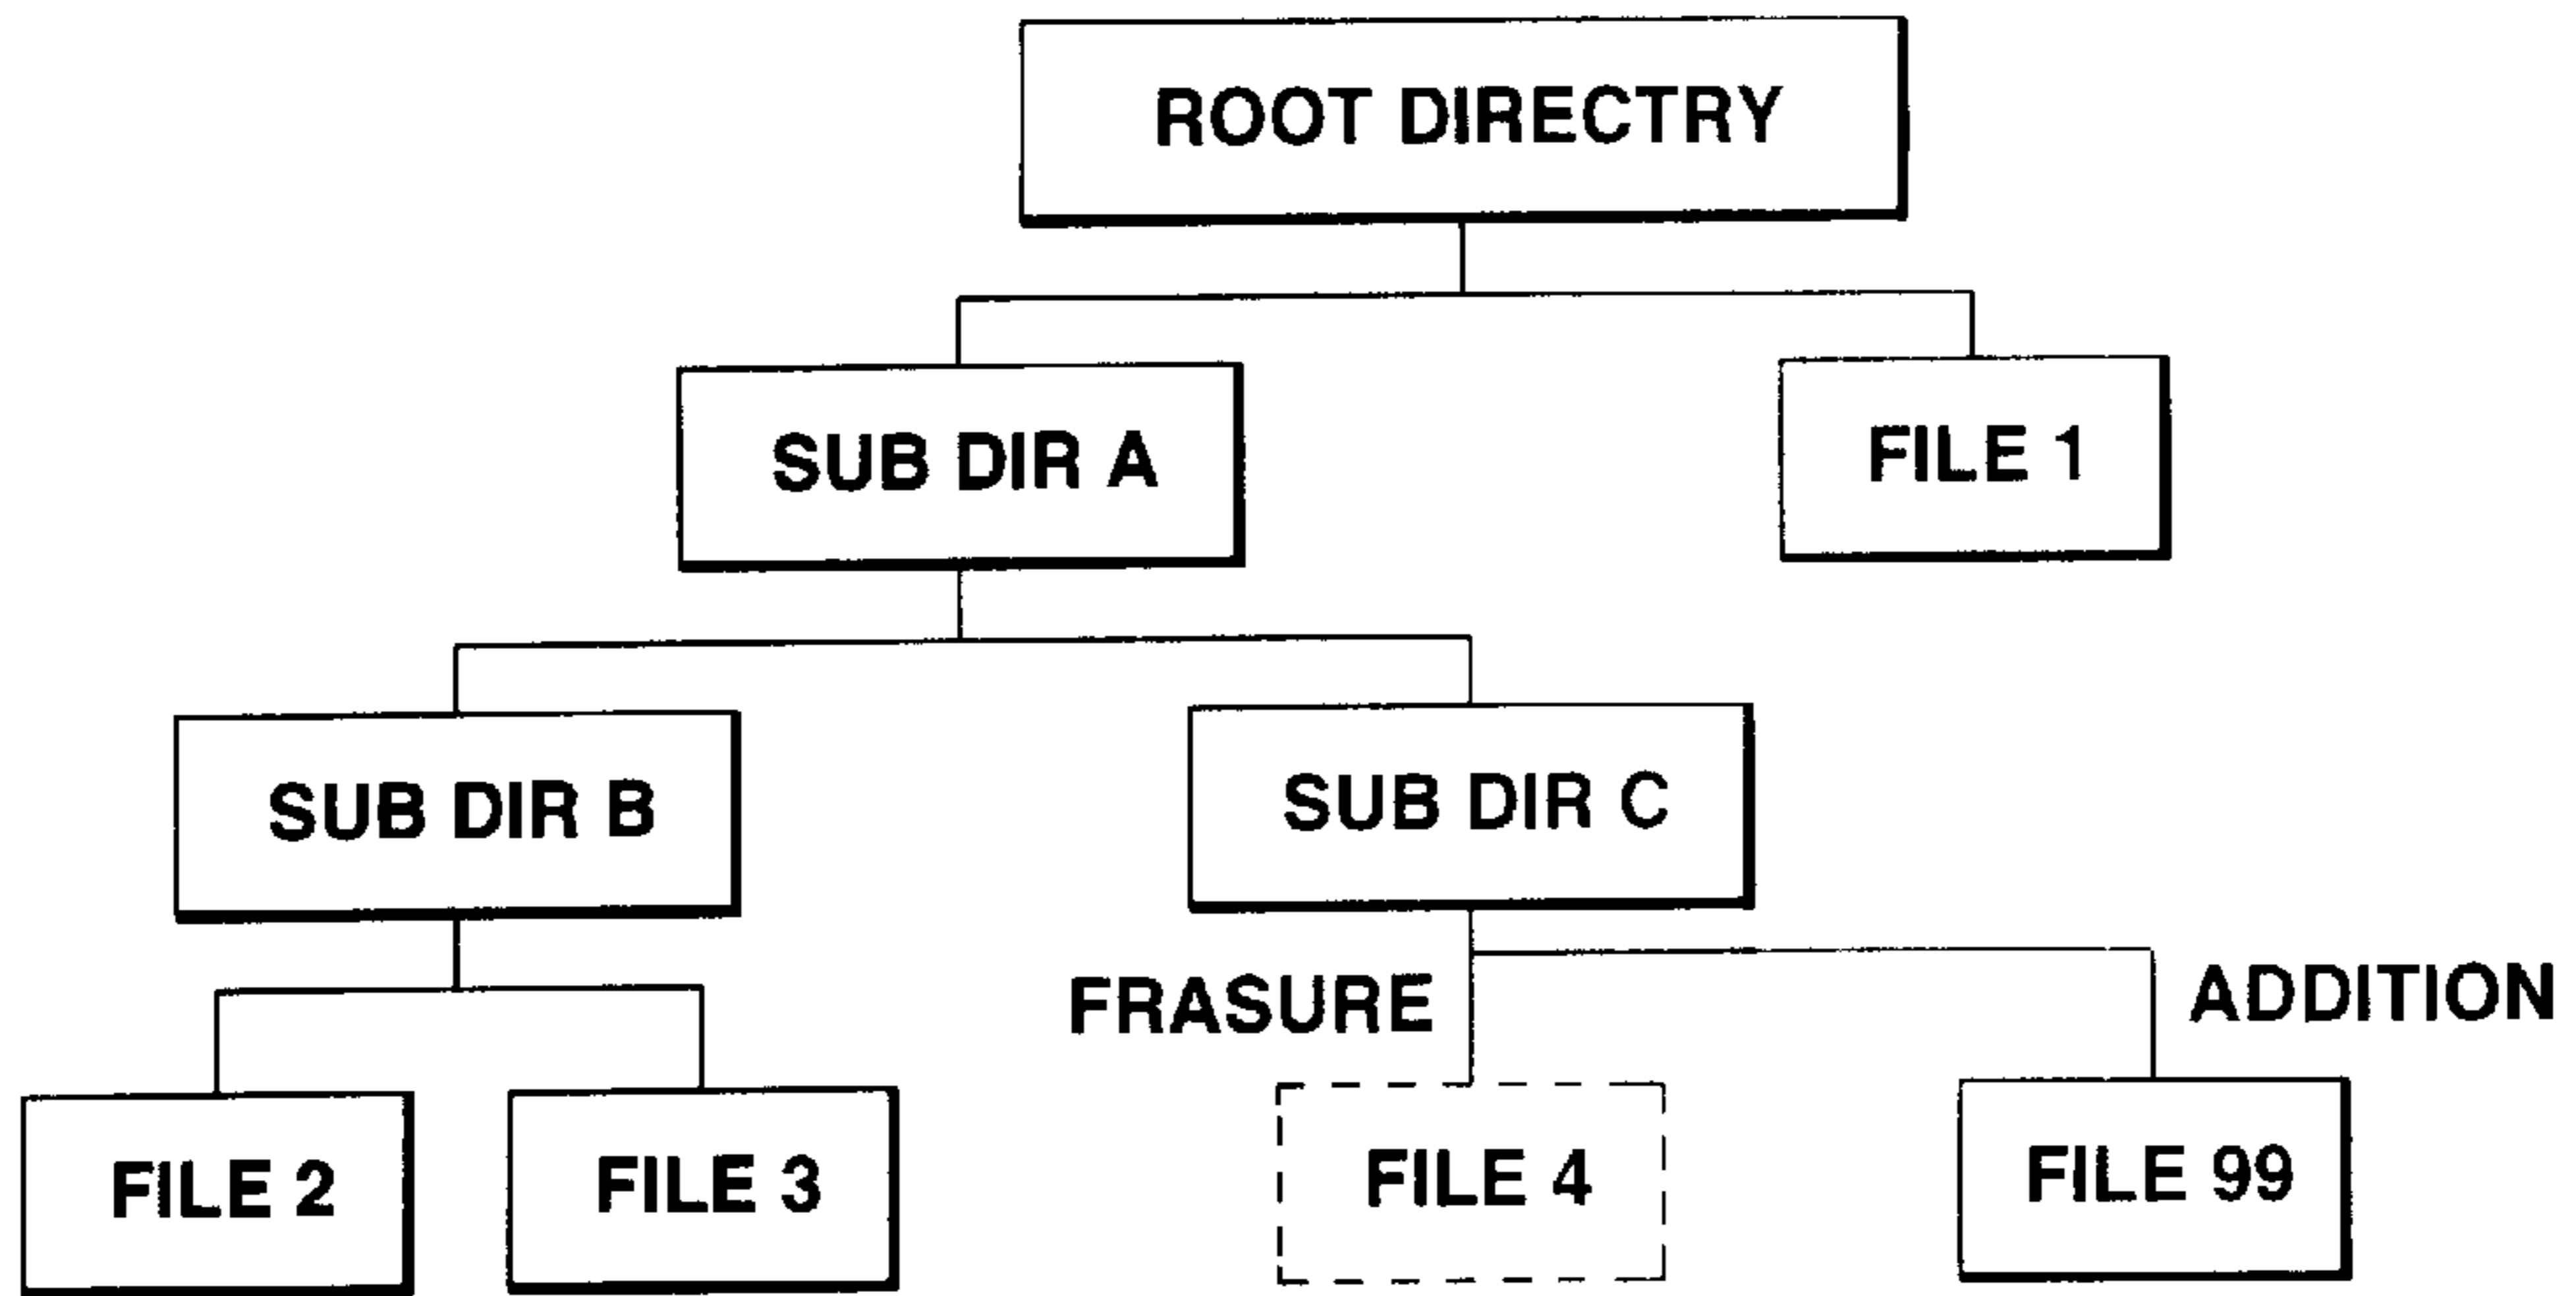 ROOT DIRECTRY
SUB DIR A
FILE 1
SUB DIR B
SUB DIR C
FRASURE
ADDITION
FILE 2
FILE 3
FILE 4
FILE 99